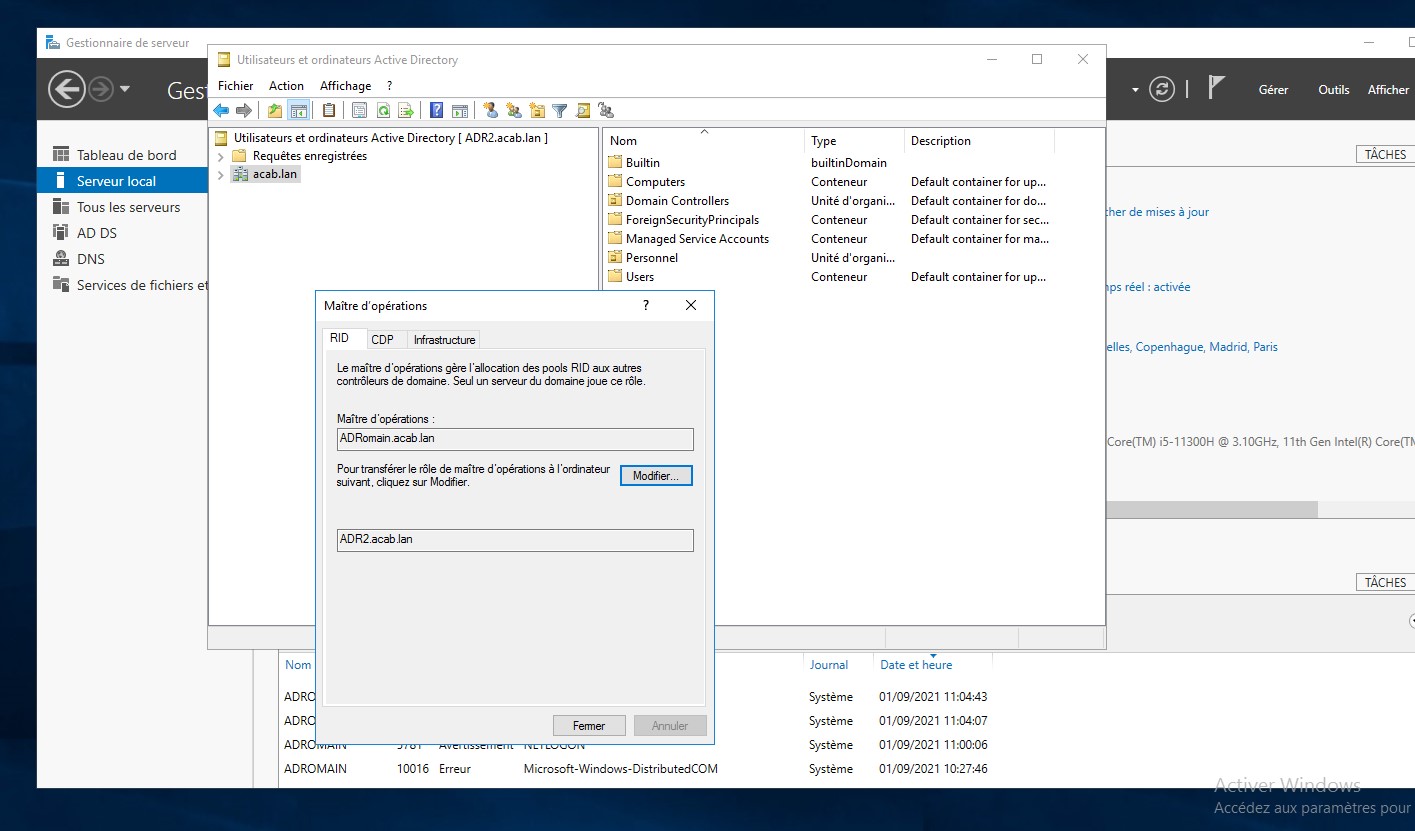 Gestionnaire de serveur
Gest
Gérer Outils Afficher
Utilisateurs et ordinateurs Active Directory
Fichier Action Affichage ?
Tableau de bord
Serveur local
Tous les serveurs
AD DS
DNS
Services de fichiers et
Utilisateurs et ordinateurs Active Directory [ ADR2.acab.lan ]
Requêtes enregistrées
acab.lan
Nom Type Description
Builtin builtinDomain
Computers Conteneur Default container for up...
Domain Controllers Unité d'organi... Default container for do...
ForeignSecurityPrincipals Conteneur Default container for sec...
Managed Service Accounts Conteneur Default container for ma...
Personnel Unité d'organi...
Users Conteneur Default container for up...
TÂCHES
cher de mises à jour
ps réel : activée
elles, Copenhague, Madrid, Paris
Core(TM) i5-11300H @ 3.10GHz, 11th Gen Intel(R) Core(TM
TÂCHES
Maître d'opérations ?
RID CDP Infrastructure
Le maître d'opérations gère l'allocation des pools RID aux autres
contrôleurs de domaine. Seul un serveur du domaine joue ce rôle.
Maître d'opérations :
ADRomain.acab.lan
Pour transférer le rôle de maître d'opérations à l'ordinateur
suivant, cliquez sur Modifier.
Modifier...
ADR2.acab.lan
Fermer Annuler
Nom Journal Date et heure
ADRO Système 01/09/2021 11:04:43
ADRO Système 01/09/2021 11:04:07
ADROMAIN 5781 Avertissement NETLOGON Système 01/09/2021 11:00:06
ADROMAIN 10016 Erreur Microsoft-Windows-DistributedCOM Système 01/09/2021 10:27:46
Activer Windows
Accédez aux paramètres pour